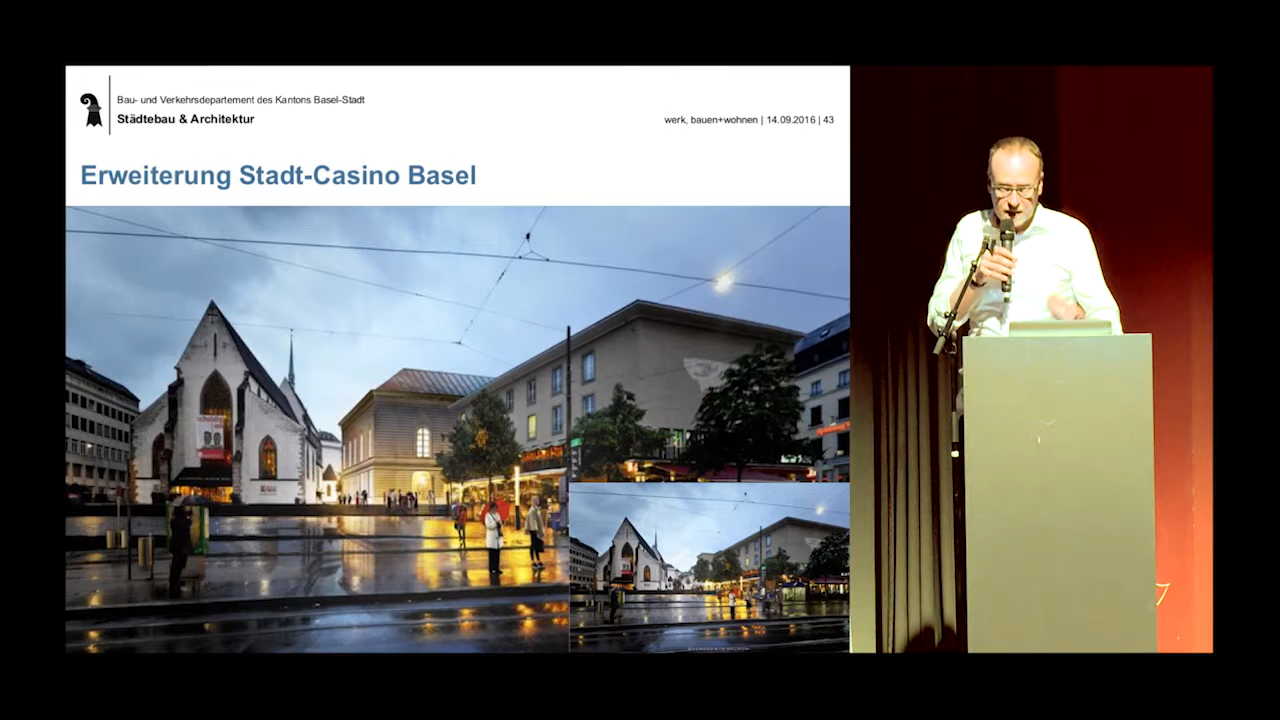 Bau- und Verkehrsdepartement des Kantons Basel-Stadt
Städtebau & Architektur
werk, bauen+wohnen | 14.09.2016 | 43
Erweiterung Stadt-Casino Basel